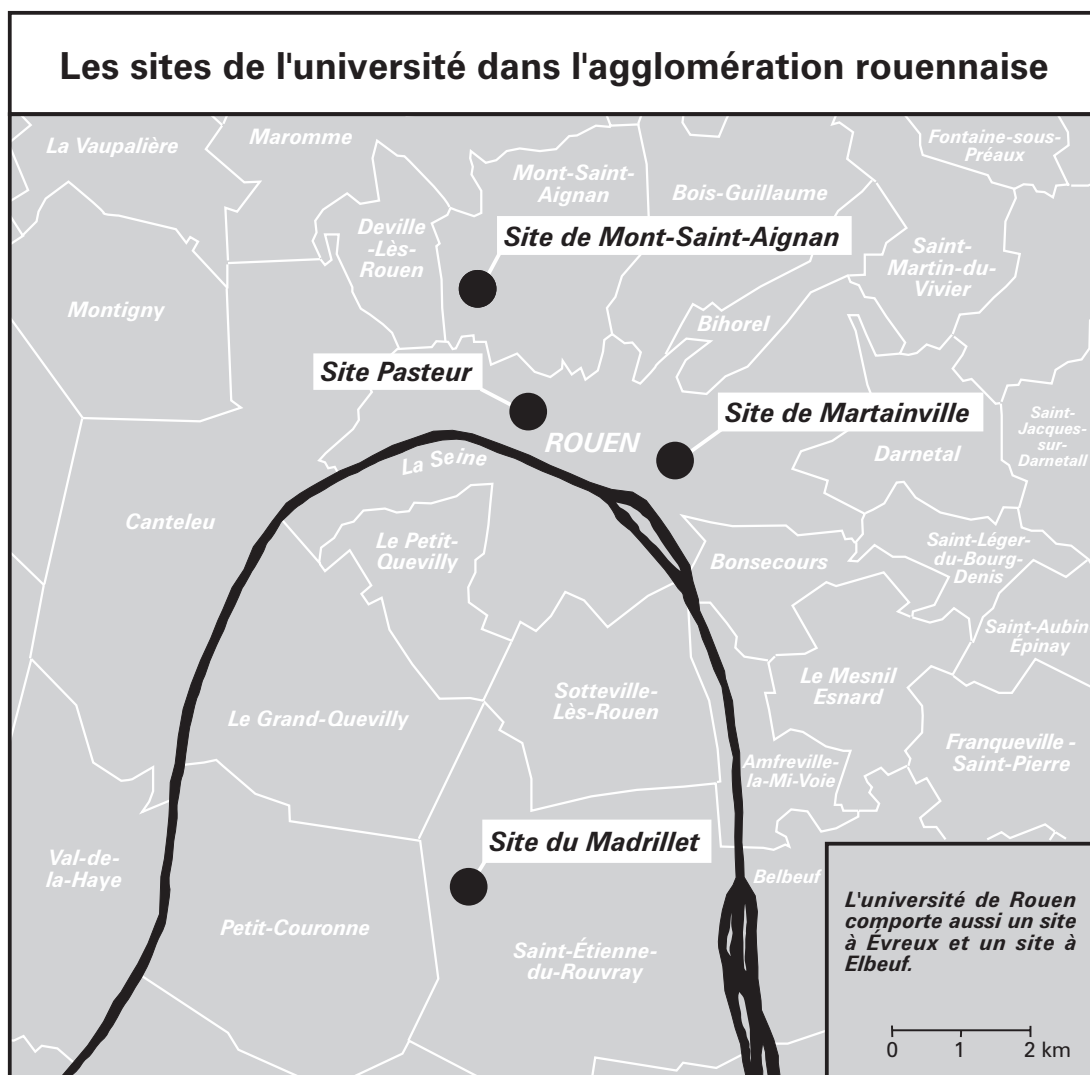 Les sites de l'université dans l'agglomération rouennaise
La Vaupalière
Maromme
Mont-Saint-
Aignan
Bois-Guillaume
Fontaine-sous-
Préaux
Deville
-Lès-
Rouen
Site de Mont-Saint-Aignan
Saint-
Martin-du-
Vivier
Montigny
Bihorel
Site Pasteur
Site de Martainville
ROUEN
La Seine
Darnetal
Saint-
Jacques-
sur-
Darnetall
Canteleu
Le Petit-
Quevilly
Bonsecours
Saint-Léger-
du-Bourg-
Denis
Saint-Aubin
Épinay
Le Mesnil
Esnard
Sotteville-
Lès-Rouen
Le Grand-Quevilly
Amfreville-
la-Mi-Voie
Franqueville -
Saint-Pierre
Site du Madrillet
Val-de-
la-Haye
Belbeuf
Petit-Couronne
Saint-Étienne-
du-Rouvray
L'université de Rouen
comporte aussi un site
à Évreux et un site à
Elbeuf.
0 1 2 km